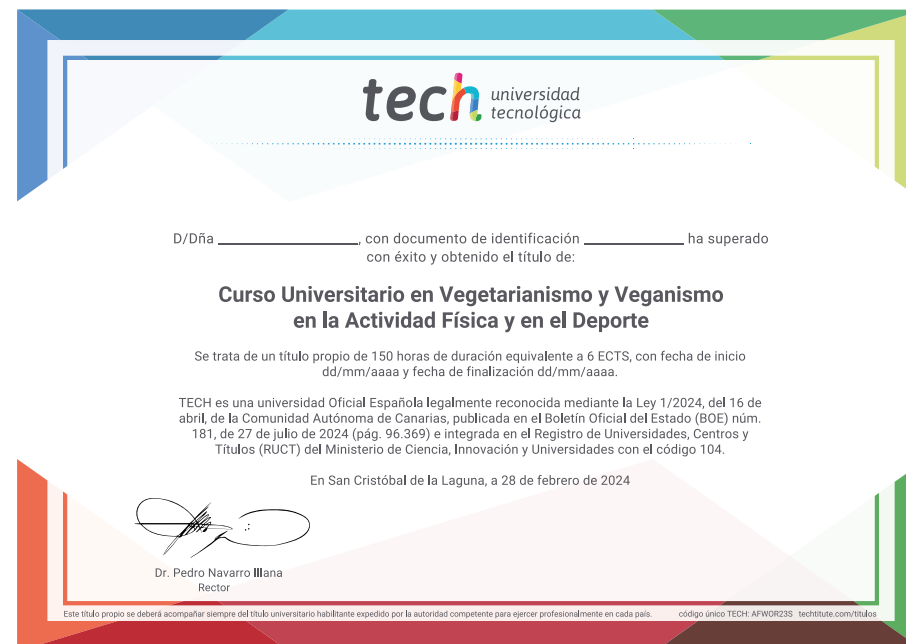 tech universidad
tecnológica
D/Dña ________________, con documento de identificación ____________ ha superado
con éxito y obtenido el título de:
Curso Universitario en Vegetarianismo y Veganismo
en la Actividad Física y en el Deporte
Se trata de un título propio de 150 horas de duración equivalente a 6 ECTS, con fecha de inicio
dd/mm/aaaa y fecha de finalización dd/mm/aaaa.
TECH es una universidad Oficial Española legalmente reconocida mediante la Ley 1/2024, del 16 de
abril, de la Comunidad Autónoma de Canarias, publicada en el Boletín Oficial del Estado (BOE) núm.
181, de 27 de julio de 2024 (pág. 96.369) e integrada en el Registro de Universidades, Centros y
Títulos (RUCT) del Ministerio de Ciencia, Innovación y Universidades con el código 104.
En San Cristóbal de la Laguna, a 28 de febrero de 2024
Dr. Pedro Navarro Illana
Rector
Este título propio se deberá acompañar siempre del título universitario habilitante expedido por la autoridad competente para ejercer profesionalmente en cada país. código único TECH: AFWOR23S techtitute.com/titulos